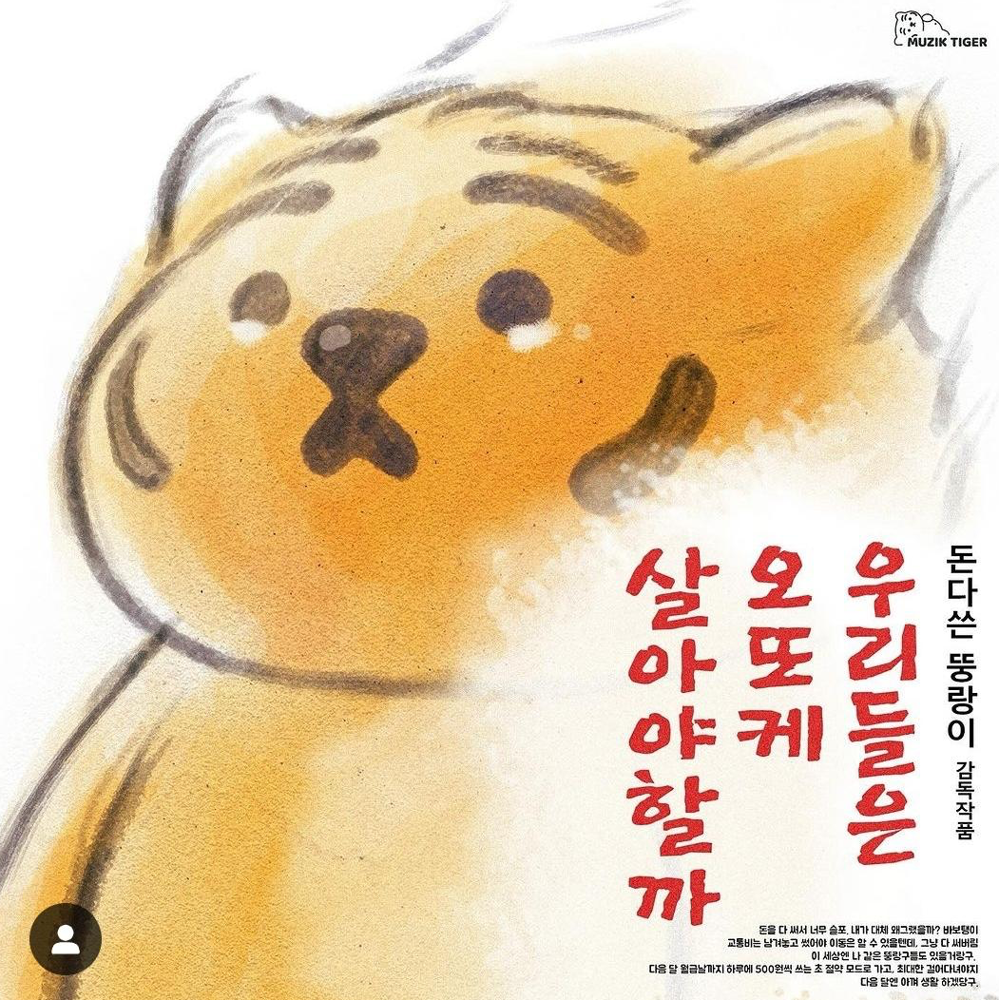 MUZIK TIGER
돈다쓴 뚱랑이 감독작품
우리들은
오또케
살아야할까
돈을 다 써서 너무 슬포. 내가 대체 왜그랬을까? 바보탱이
교통비는 남겨놓고 썼어야 이동은 할 수 있을텐데, 그냥 다 써버림
이 세상엔 나 같은 뚱랑구들도 있을거랑구.
다음 달 월급날까지 하루에 500원씩 쓰는 초 절약 모드로 가고, 최대한 걸어다녀야지
다음 달엔 아껴 생활 하겠당구.